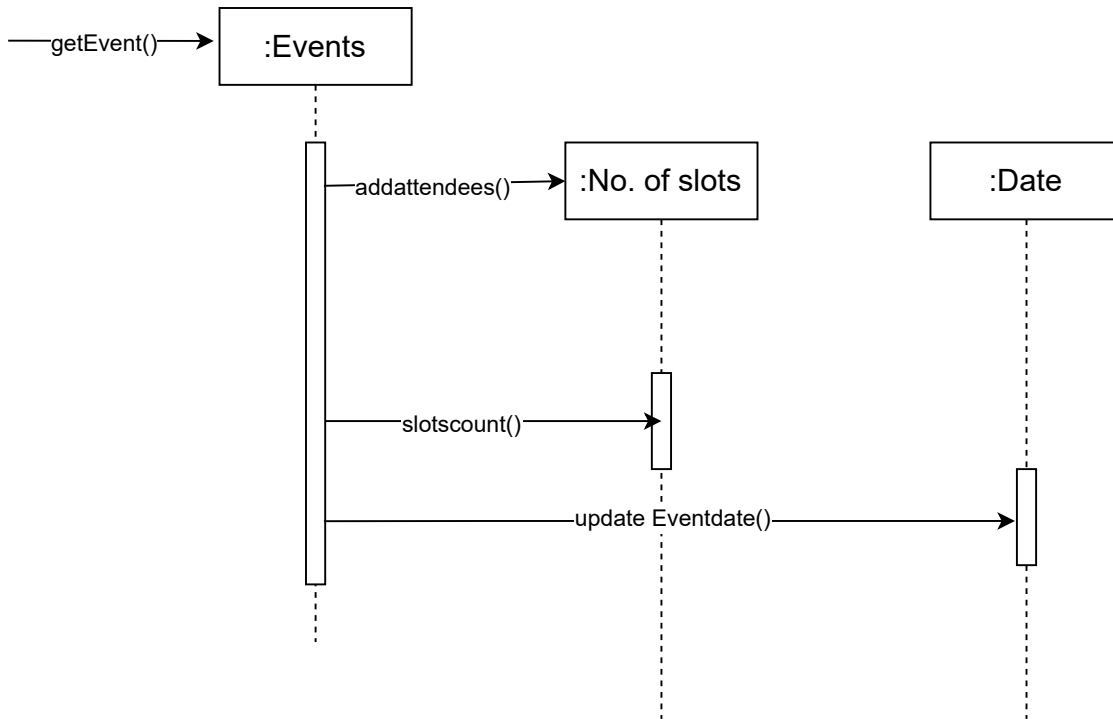 getEvent()
:Events
addattendees()
:No. of slots
:Date
slotscount()
update Eventdate()